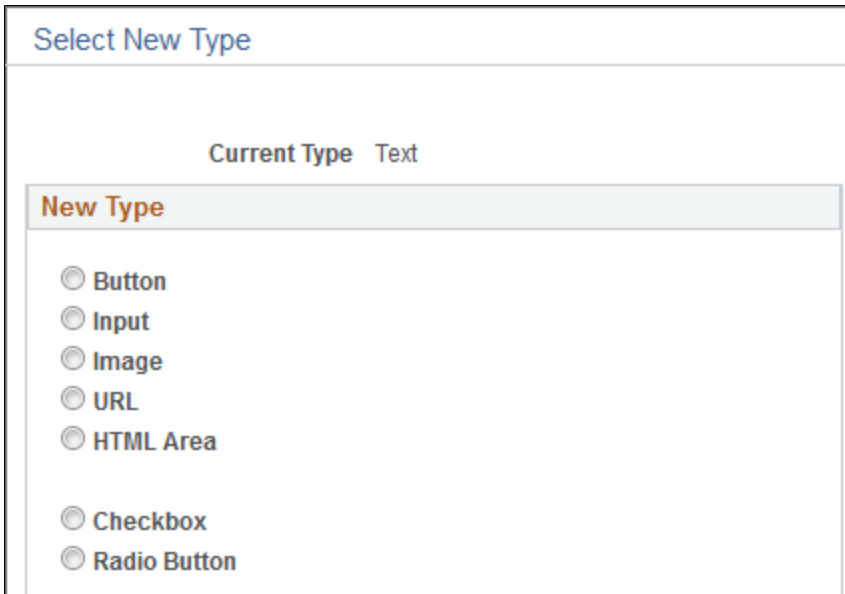 Select New Type
Current Type Text
New Type
Button
Input
Image
URL
HTML Area
Checkbox
Radio Button